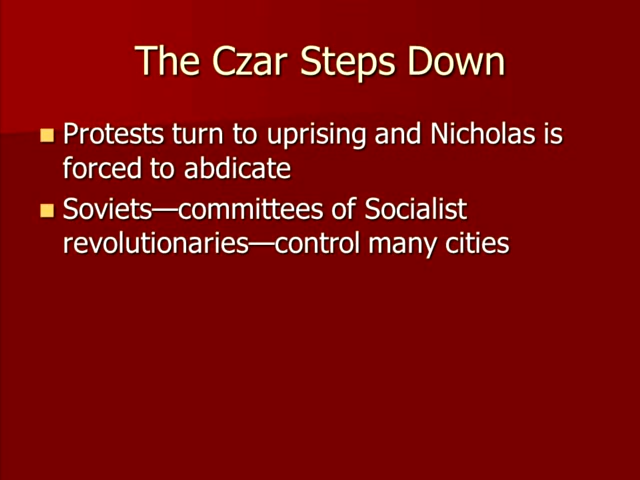 The Czar Steps Down
Protests turn to uprising and Nicholas is
forced to abdicate
Soviets—committees of Socialist
revolutionaries—control many cities